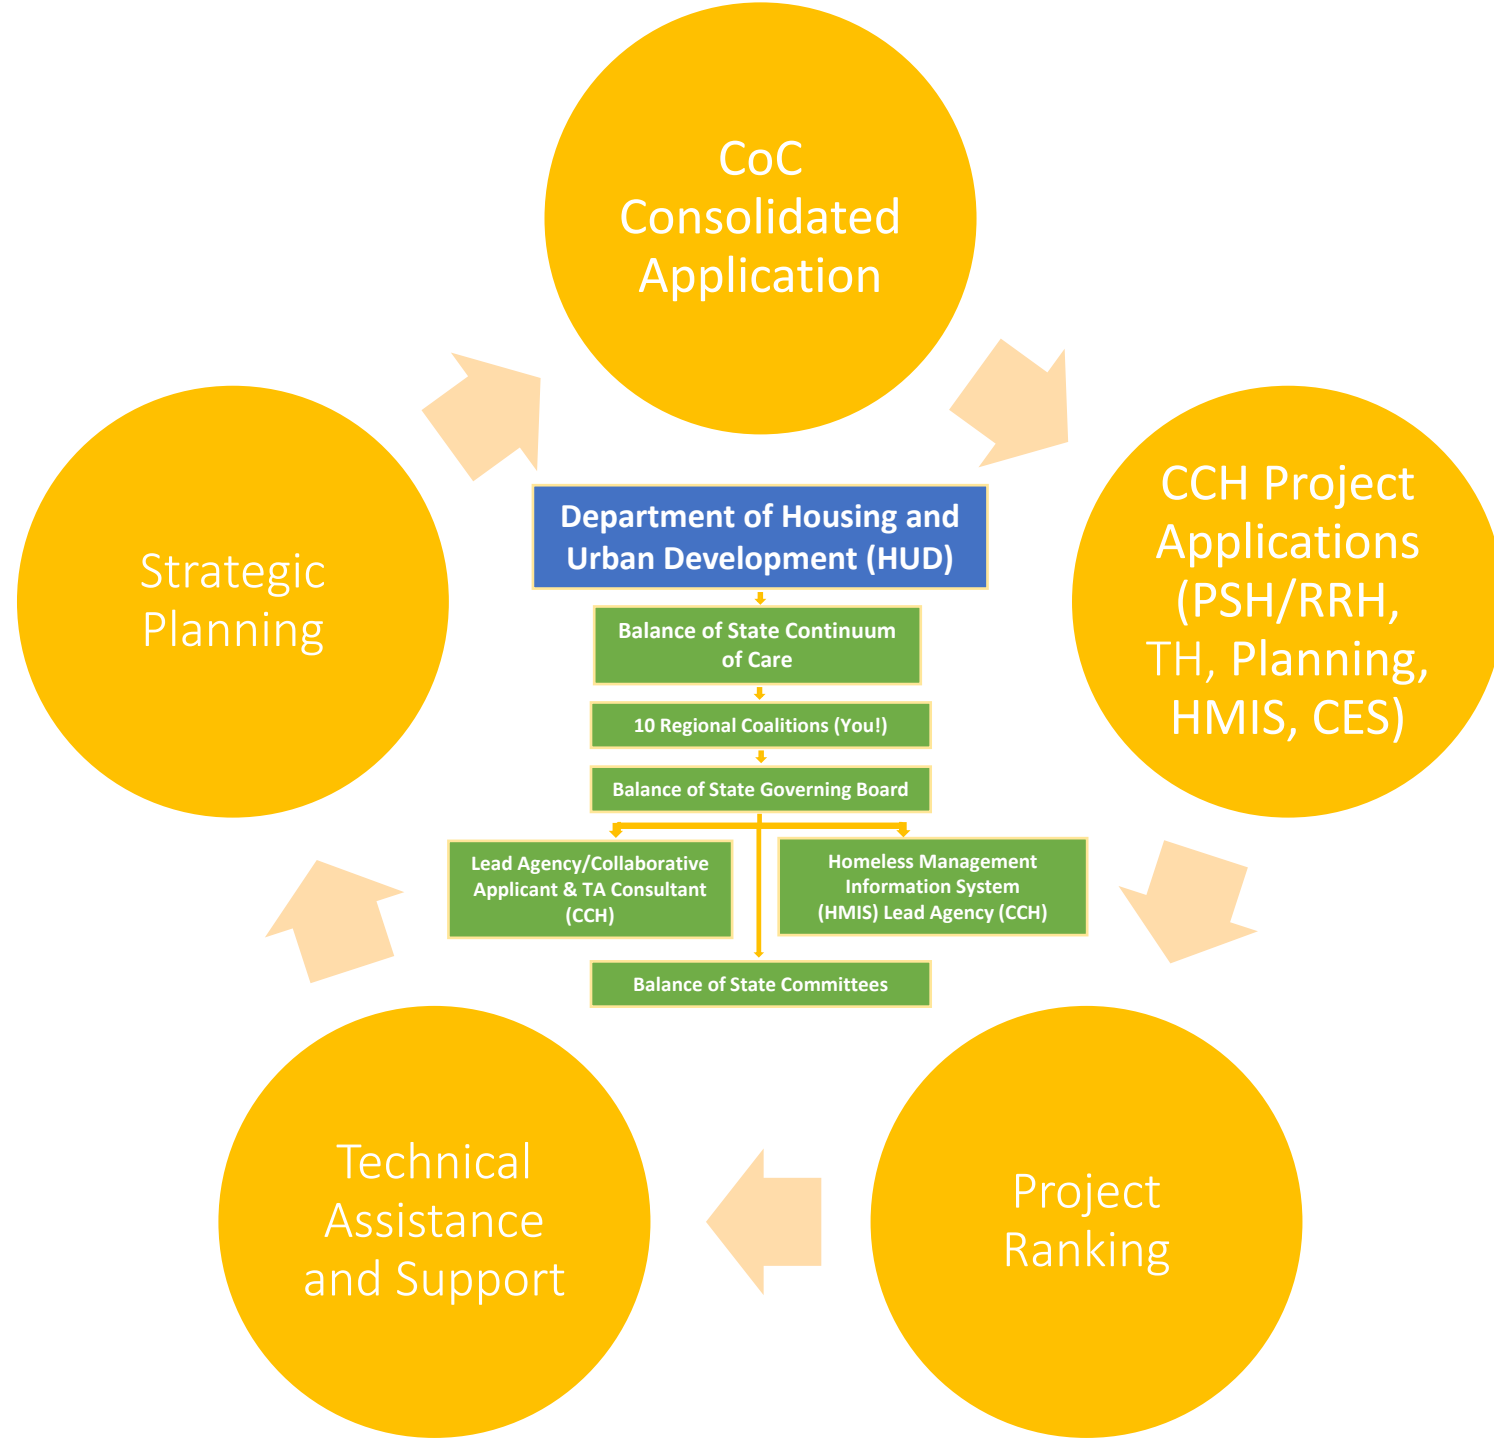 CoC
Consolidated
Application
CCH Project
Applications
(PSH/RRH,
TH, Planning,
HMIS, CES)
Project
Ranking
Technical
Assistance
and Support
Strategic
Planning
Department of Housing and
Urban Development (HUD)
Balance of State Continuum
of Care
10 Regional Coalitions (You!)
Balance of State Governing Board
Lead Agency/Collaborative
Applicant & TA Consultant
(CCH)
Homeless Management
Information System
(HMIS) Lead Agency (CCH)
Balance of State Committees